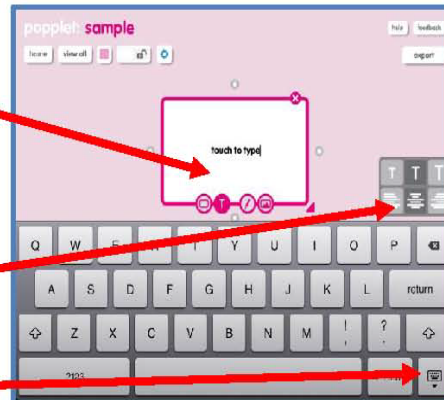 popplet: sample
help feedback
home view all
export
touch to type
T T T
Q W E Y U I O P
A S D F G H J K L return
Z X C V B N M ! , ? .
.?123